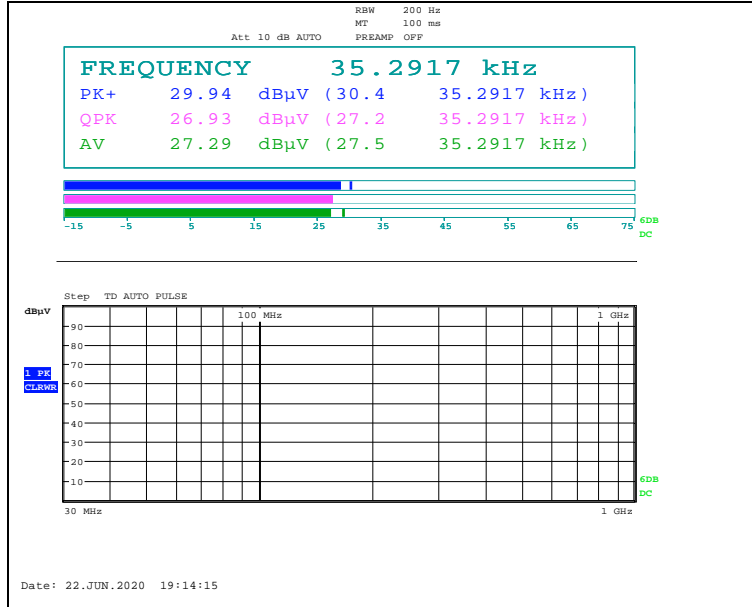 RBW 200 Hz
MT 100 ms
Att 10 dB AUTO PREAMP OFF
FREQUENCY 35.2917 kHz
PK+ 29.94 dBµV (30.4 35.2917 kHz)
QPK 26.93 dBµV (27.2 35.2917 kHz)
AV 27.29 dBµV (27.5 35.2917 kHz)
-15 -5 5 15 25 35 45 55 65 75
6DB
DC
Step TD AUTO PULSE
dBµV
100 MHz 1 GHz
90
80
70
1 PK
60
CLRWR
50
40
30
20
10
6DB
DC
30 MHz 1 GHz
Date: 22.JUN.2020 19:14:15